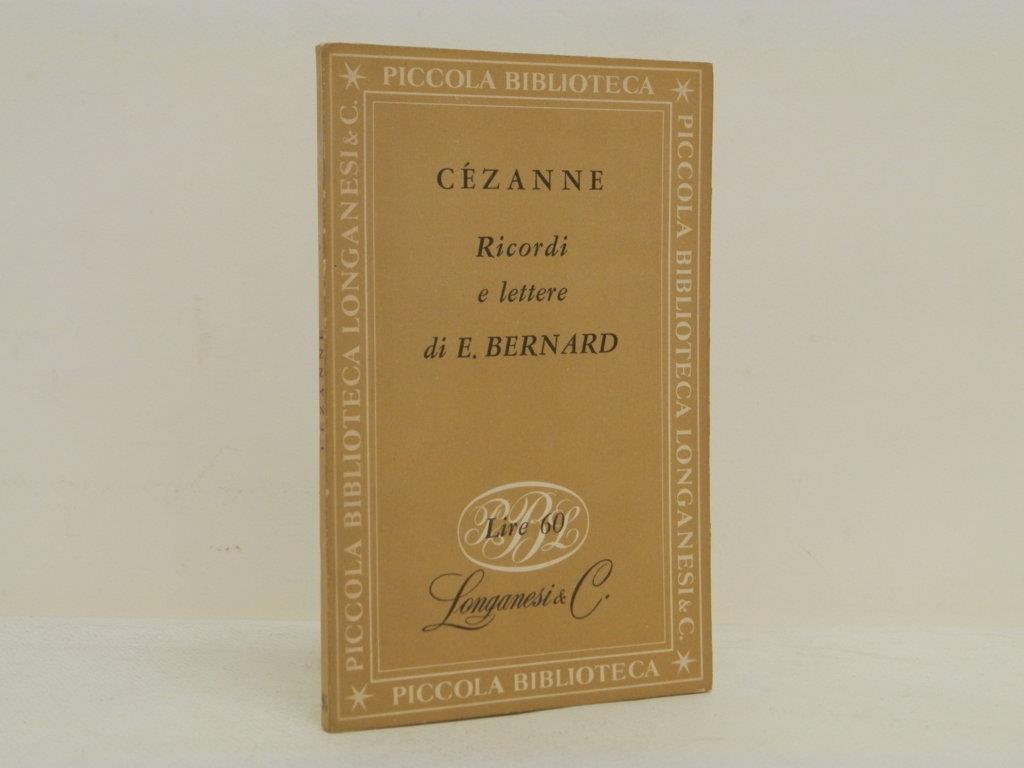 PICCOLA BIBLIOTECA
PICCOLA BIBLIOTECA LONGANESI & C.
PICCOLA BIBLIOTECA LONGANESI & C.
CÉZANNE
Ricordi
e lettere
di E. BERNARD
PBL
Lire 60
Longanesi & C.
PICCOLA BIBLIOTECA